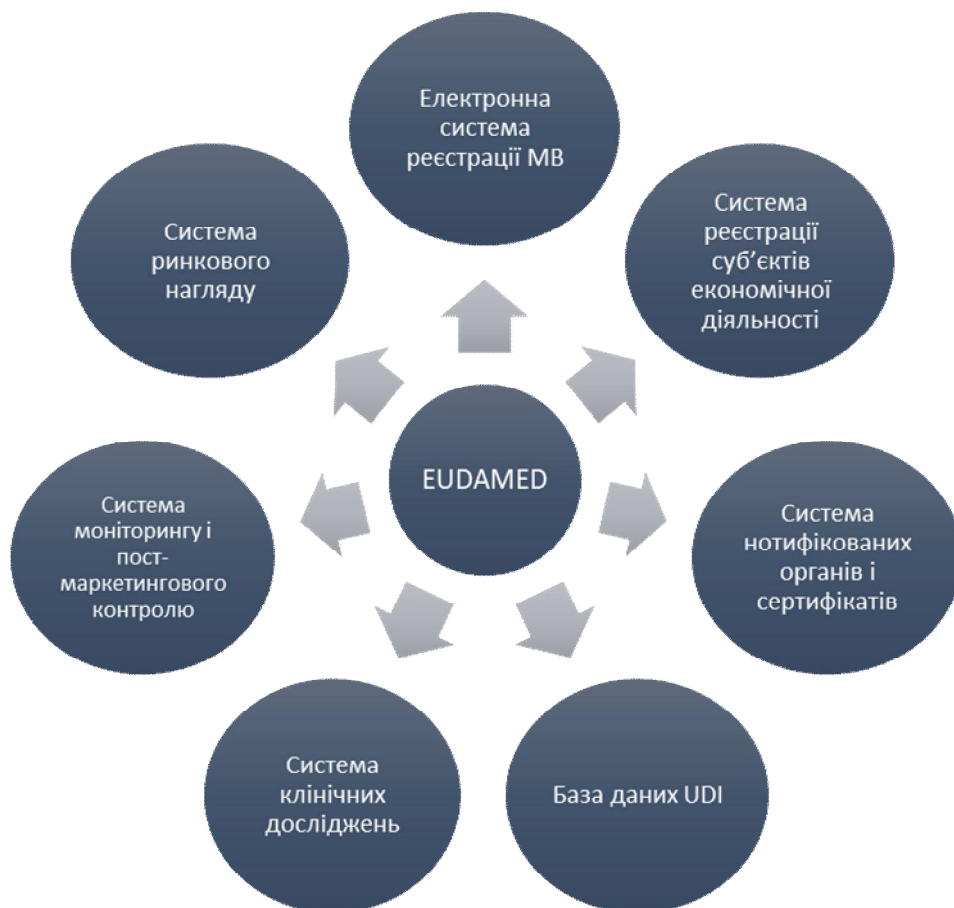 Електронна
система
реєстрації МВ
Система
реєстрації
суб’єктів
економічної
діяльності
Система
нотифікованих
органів і
сертифікатів
База даних UDI
Система
клінічних
досліджень
Система
моніторингу і
пост-
маркетингового
контролю
Система
ринкового
нагляду
EUDAMED